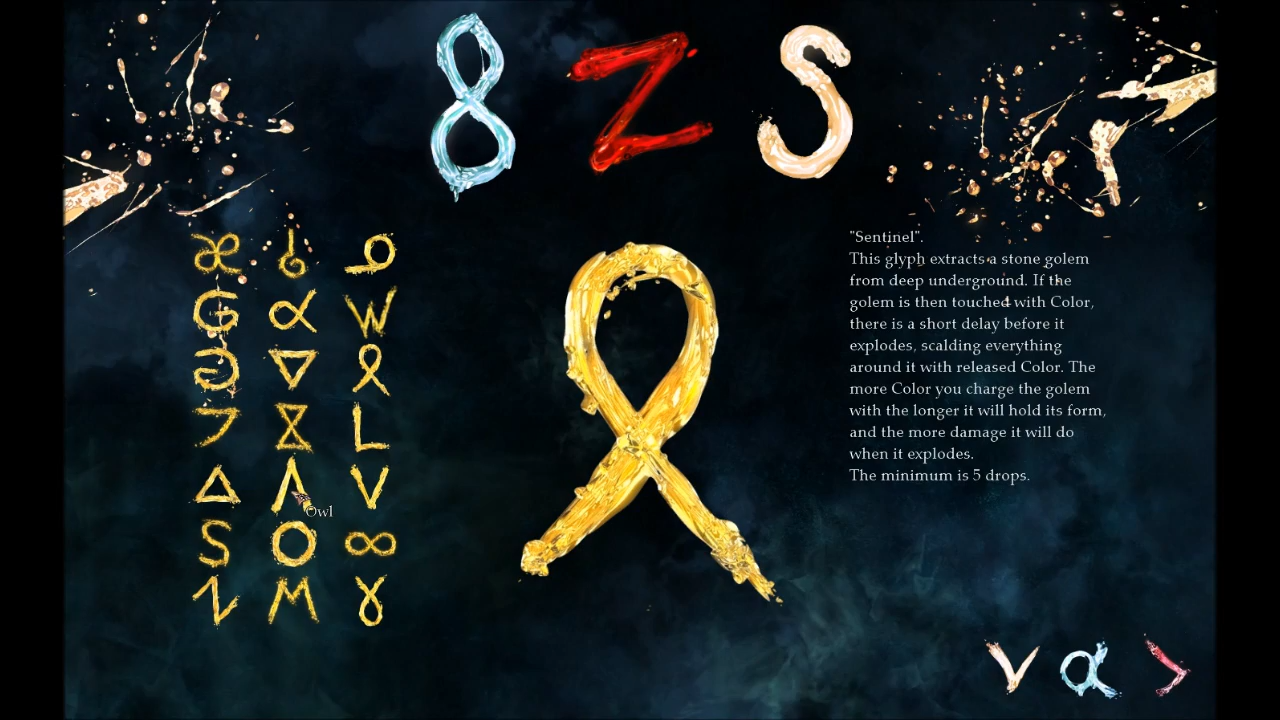 8 Z S
"Sentinel".
This glyph extracts a stone golem
from deep underground. If the
golem is then touched with Color,
there is a short delay before it
explodes, scalding everything
around it with released Color. The
more Color you charge the golem
with the longer it will hold its form,
and the more damage it will do
when it explodes.
The minimum is 5 drops.
Owl